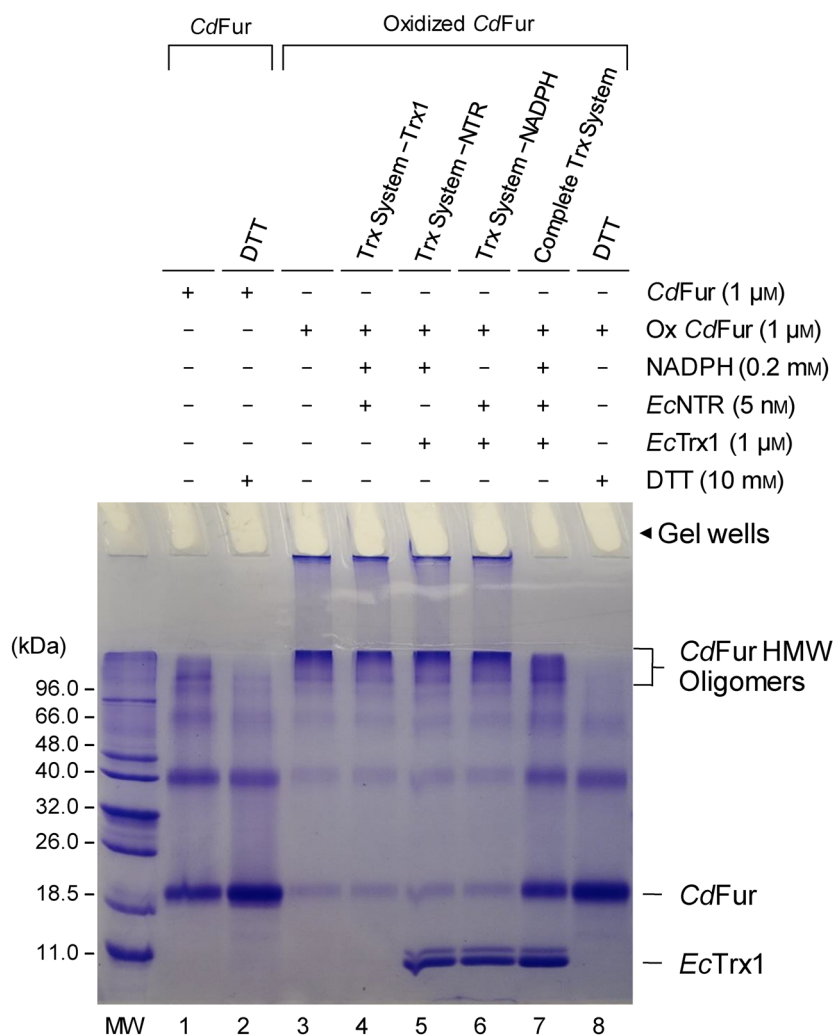 CdFur Oxidized CdFur
DTT Trx System –Trx1 Trx System –NTR Trx System –NADPH Complete Trx System DTT
+ + – – – – – – CdFur (1 µM)
– – + + + + + + Ox CdFur (1 µM)
– – – + + – + – NADPH (0.2 mM)
– – – + – + + – EcNTR (5 nM)
– – – – + + + – EcTrx1 (1 µM)
– + – – – – – + DTT (10 mM)
Gel wells
(kDa)
CdFur HMW
Oligomers
96.0 –
66.0 –
48.0 –
40.0 –
32.0 –
26.0 –
18.5 – CdFur
11.0 – EcTrx1
MW 1 2 3 4 5 6 7 8